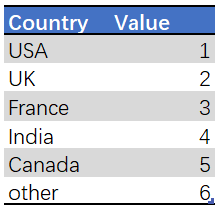 Country Value
USA 1
UK 2
France 3
India 4
Canada 5
other 6